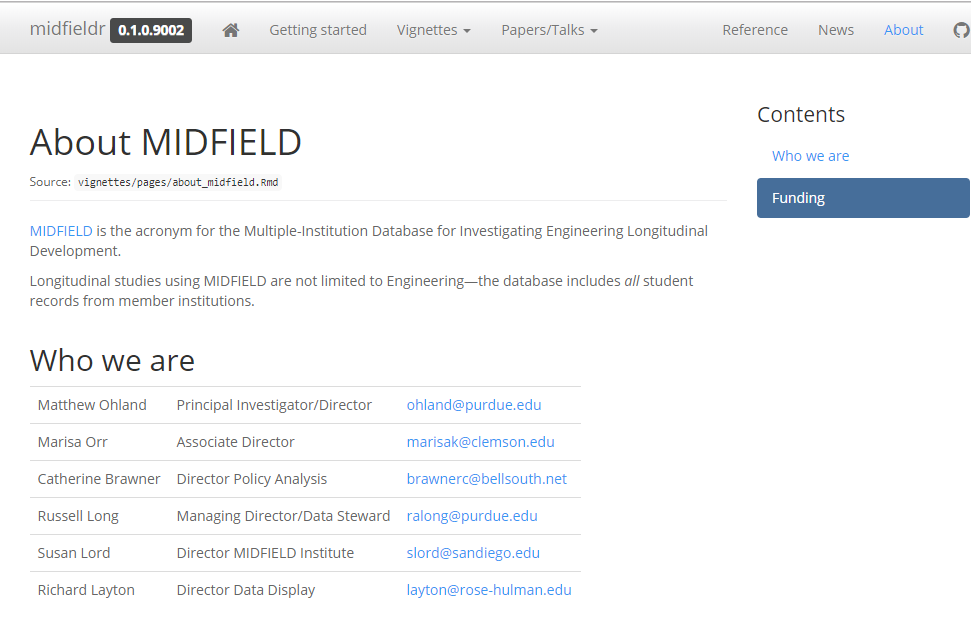 midfieldr 0.1.0.9002 Getting started Vignettes Papers/Talks Reference News About
Contents
Who we are
Funding
About MIDFIELD
Source: vignettes/pages/about_midfield.Rmd
MIDFIELD is the acronym for the Multiple-Institution Database for Investigating Engineering Longitudinal
Development.
Longitudinal studies using MIDFIELD are not limited to Engineering—the database includes all student
records from member institutions.
Who we are
Matthew Ohland Principal Investigator/Director ohland@purdue.edu
Marisa Orr Associate Director marisak@clemson.edu
Catherine Brawner Director Policy Analysis brawnerc@bellsouth.net
Russell Long Managing Director/Data Steward ralong@purdue.edu
Susan Lord Director MIDFIELD Institute slord@sandiego.edu
Richard Layton Director Data Display layton@rose-hulman.edu